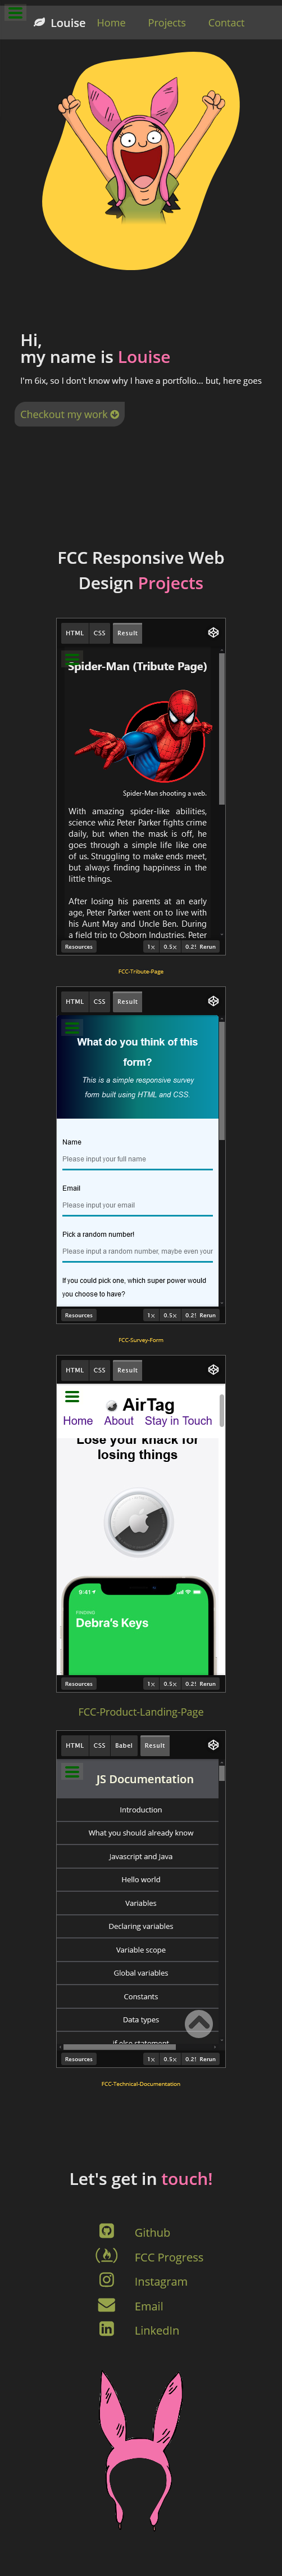 Louise Home Projects Contact
Hi,
my name is Louise
I'm 6ix, so I don't know why I have a portfolio... but, here goes
Checkout my work
FCC Responsive Web
Design Projects
HTML CSS Result
Spider-Man (Tribute Page)
Spider-Man shooting a web.
With amazing spider-like abilities,
science whiz Peter Parker fights crime
daily, but when the mask is off, he
goes through a simple life like one
of us. Struggling to make ends meet,
but always finding happiness in the
little things.
After losing his parents at an early
age, Peter Parker went on to live with
his Aunt May and Uncle Ben. During
a field trip to Osborn Industries, Peter
Resources 1× 0.5× 0.25 Rerun
FCC-Tribute-Page
HTML CSS Result
What do you think of this
form?
This is a simple responsive survey
form built using HTML and CSS.
Name
Please input your full name
Email
Please input your email
Pick a random number!
Please input a random number, maybe even your
If you could pick one, which super power would
you choose to have?
Resources 1× 0.5× 0.25 Rerun
FCC-Survey-Form
HTML CSS Result
AirTag
Home About Stay in Touch
Lose your knack for
losing things
9:41
FINDING
Debra's Keys
Resources 1× 0.5× 0.25 Rerun
FCC-Product-Landing-Page
HTML CSS Babel Result
JS Documentation
Introduction
What you should already know
Javascript and Java
Hello world
Variables
Declaring variables
Variable scope
Global variables
Constants
Data types
if else statement
Resources 1× 0.5× 0.25 Rerun
FCC-Technical-Documentation
Let's get in touch!
Github
FCC Progress
Instagram
Email
LinkedIn